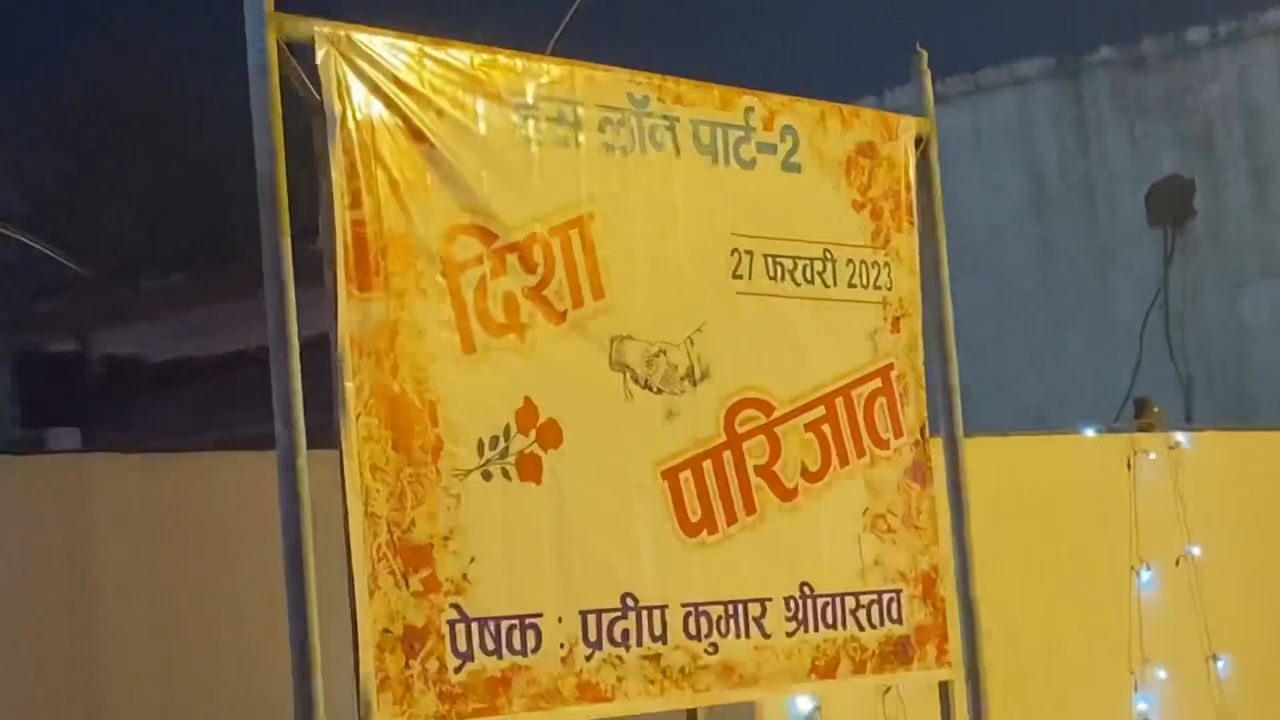 लॉन पार्ट-2
दिशा
27 फरवरी 2023
पारिजात
प्रेषक : प्रदीप कुमार श्रीवास्तव